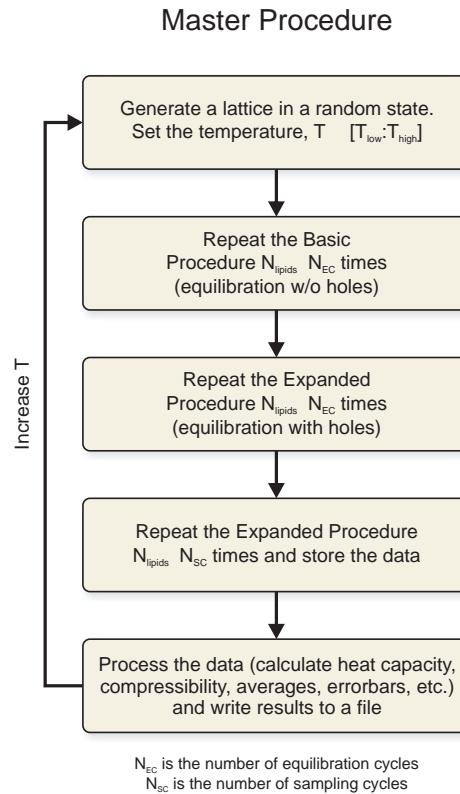 Master Procedure
Generate a lattice in a random state.
Set the temperature, T [T_low:T_high]
Repeat the Basic
Procedure N_lipids N_EC times
(equilibration w/o holes)
Increase T
Repeat the Expanded
Procedure N_lipids N_EC times
(equilibration with holes)
Repeat the Expanded Procedure
N_lipids N_SC times and store the data
Process the data (calculate heat capacity,
compressibility, averages, errorbars, etc.)
and write results to a file
N_EC is the number of equilibration cycles
N_SC is the number of sampling cycles